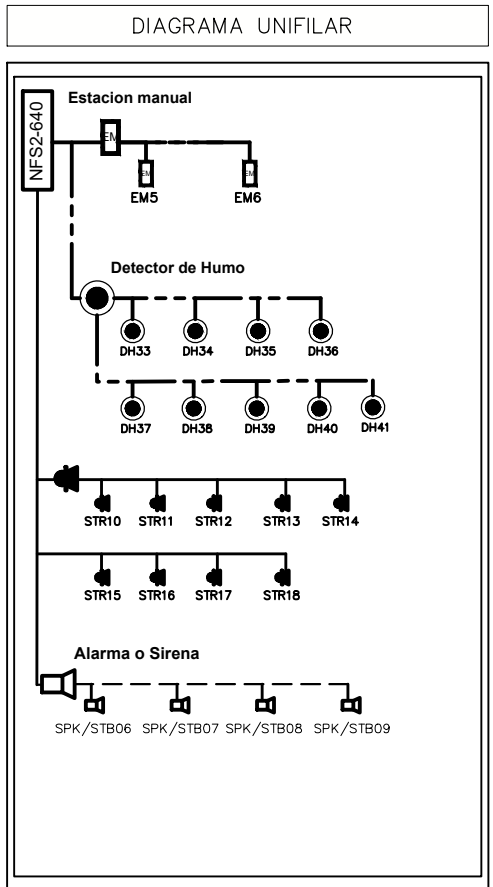 DIAGRAMA UNIFILAR
NFS2-640
Estacion manual
EM
EM
EM
EM5
EM6
Detector de Humo
DH33
DH34
DH35
DH36
DH37
DH38
DH39
DH40
DH41
STR10
STR11
STR12
STR13
STR14
STR15
STR16
STR17
STR18
Alarma o Sirena
SPK/STB06
SPK/STB07
SPK/STB08
SPK/STB09